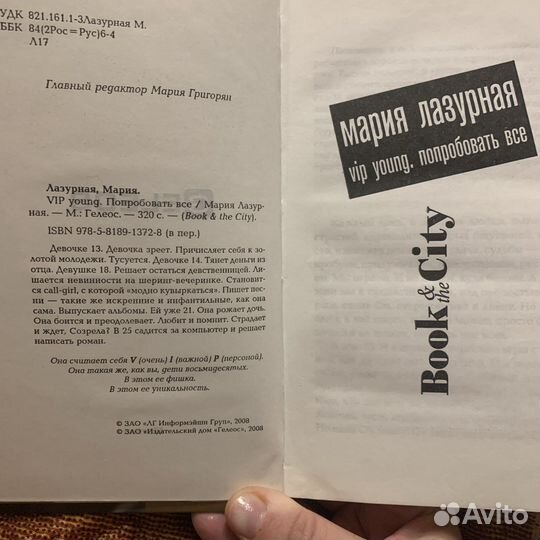 УДК 821.161.1-3Лазурная М.
ББК 84(2Рос=Рус)6-4
Л17
Главный редактор Мария Григорян
Лазурная, Мария.
VIP young. Попробовать все / Мария Лазур-
ная. — М.: Гелеос. — 320 с. — (Book & the City).
ISBN 978-5-8189-1372-8 (в пер.)
Девочке 13. Девочка зреет. Причисляет себя к зо-
лотой молодежи. Тусуется. Девочке 14. Тянет деньги из
отца. Девушке 18. Решает остаться девственницей. Ли-
шается невинности на шеринг-вечеринке. Становится
call-girl, с которой «модно кувыркаться». Пишет пес-
ни — такие же искренние и инфантильные, как она
сама. Выпускает альбомы. Ей уже 21. Она рожает дочь.
Она боится и преодолевает. Любит и помнит. Страдает
и ждет. Созрела? В 25 садится за компьютер и решает
написать роман.
Она считает себя V (очень) I (важной) P (персоной).
Она такая же, как вы, дети восьмидесятых.
В этом ее фишка.
В этом ее уникальность.
© ЗАО «ЛГ Информэйшн Груп», 2008
© ЗАО «Издательский дом «Гелеос», 2008
мария лазурная
vip young. попробовать все
Book & the City
Avito